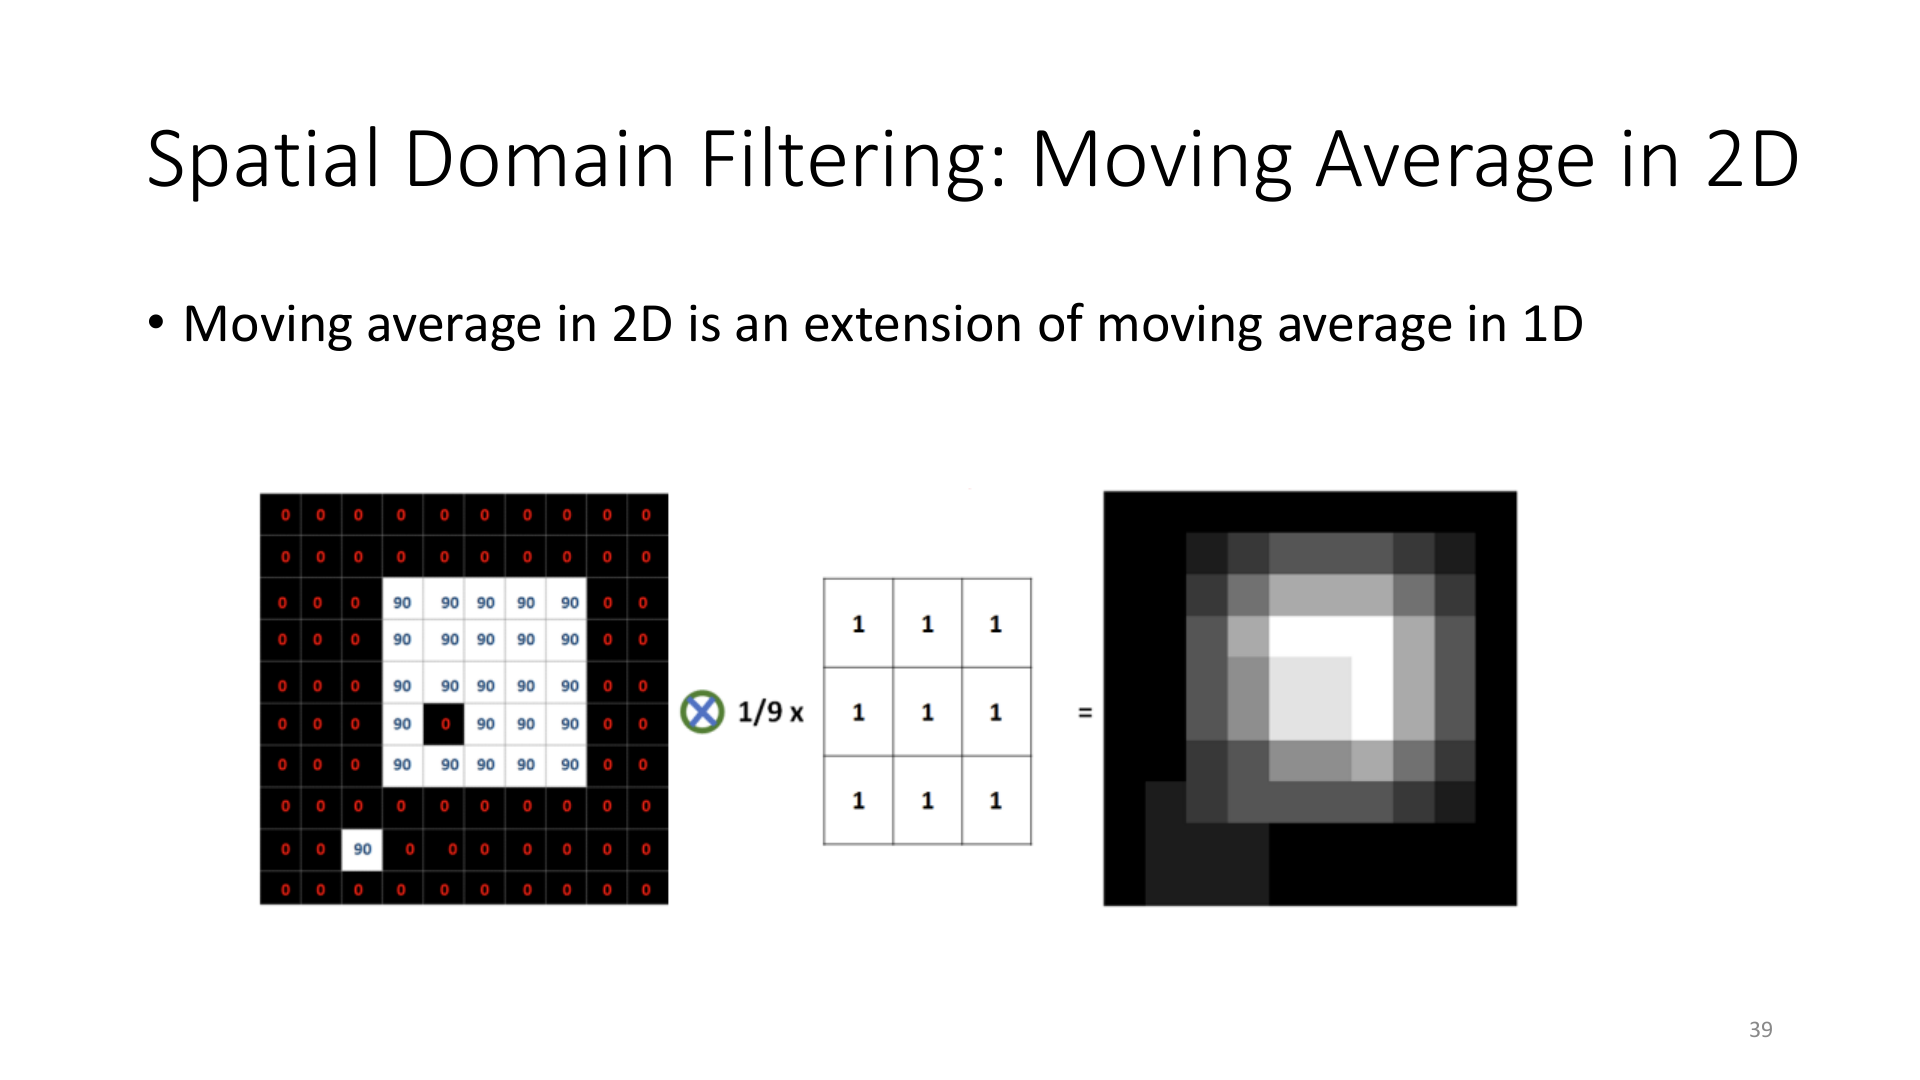 Spatial Domain Filtering: Moving Average in 2D
• Moving average in 2D is an extension of moving average in 1D
0 0 0 0 0 0 0 0 0 0
0 0 0 0 0 0 0 0 0 0
0 0 0 90 90 90 90 90 0 0
0 0 0 90 90 90 90 90 0 0
0 0 0 90 90 90 90 90 0 0
0 0 0 90 0 90 90 90 0 0
0 0 0 90 90 90 90 90 0 0
0 0 0 0 0 0 0 0 0 0
0 0 90 0 0 0 0 0 0 0
0 0 0 0 0 0 0 0 0 0
1/9 x
1 1 1
1 1 1
1 1 1
=
39